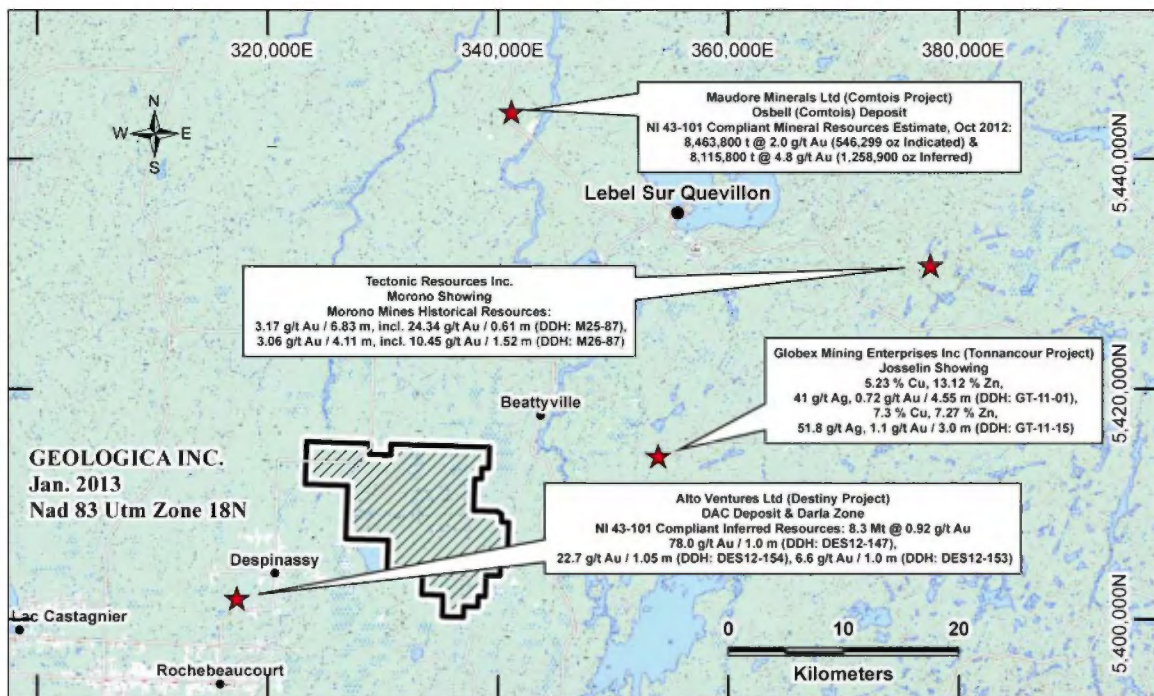 320,000E
340,000E
360,000E
380,000E
N
W E
S
Maudore Minerals Ltd (Comtois Project)
Osbell (Comtois) Deposit
NI 43-101 Compliant Mineral Resources Estimate, Oct 2012:
8,463,800 t @ 2.0 g/t Au (546,299 oz Indicated) &
8,115,800 t @ 4.8 g/t Au (1,258,900 oz Inferred)
5,440,000N
Lebel Sur Quevillon
Tectonic Resources Inc.
Morono Showing
Morono Mines Historical Resources:
3.17 g/t Au / 6.83 m, incl. 24.34 g/t Au / 0.61 m (DDH: M25-87),
3.06 g/t Au / 4.11 m, incl. 10.45 g/t Au / 1.52 m (DDH: M26-87)
Globex Mining Enterprises Inc (Tonnancour Project)
Josselin Showing
5.23 % Cu, 13.12 % Zn,
41 g/t Ag, 0.72 g/t Au / 4.55 m (DDH: GT-11-01),
7.3 % Cu, 7.27 % Zn,
51.8 g/t Ag, 1.1 g/t Au / 3.0 m (DDH: GT-11-15)
5,420,000N
Beattyville
GEOLOGICA INC.
Jan. 2013
Nad 83 Utm Zone 18N
Alto Ventures Ltd (Destiny Project)
DAC Deposit & Darla Zone
NI 43-101 Compliant Inferred Resources: 8.3 Mt @ 0.92 g/t Au
78.0 g/t Au / 1.0 m (DDH: DES12-147),
22.7 g/t Au / 1.05 m (DDH: DES12-154), 6.6 g/t Au / 1.0 m (DDH: DES12-153)
Despinassy
Lac Castagnier
Rochebeaucourt
5,400,000N
0 10 20
Kilometers